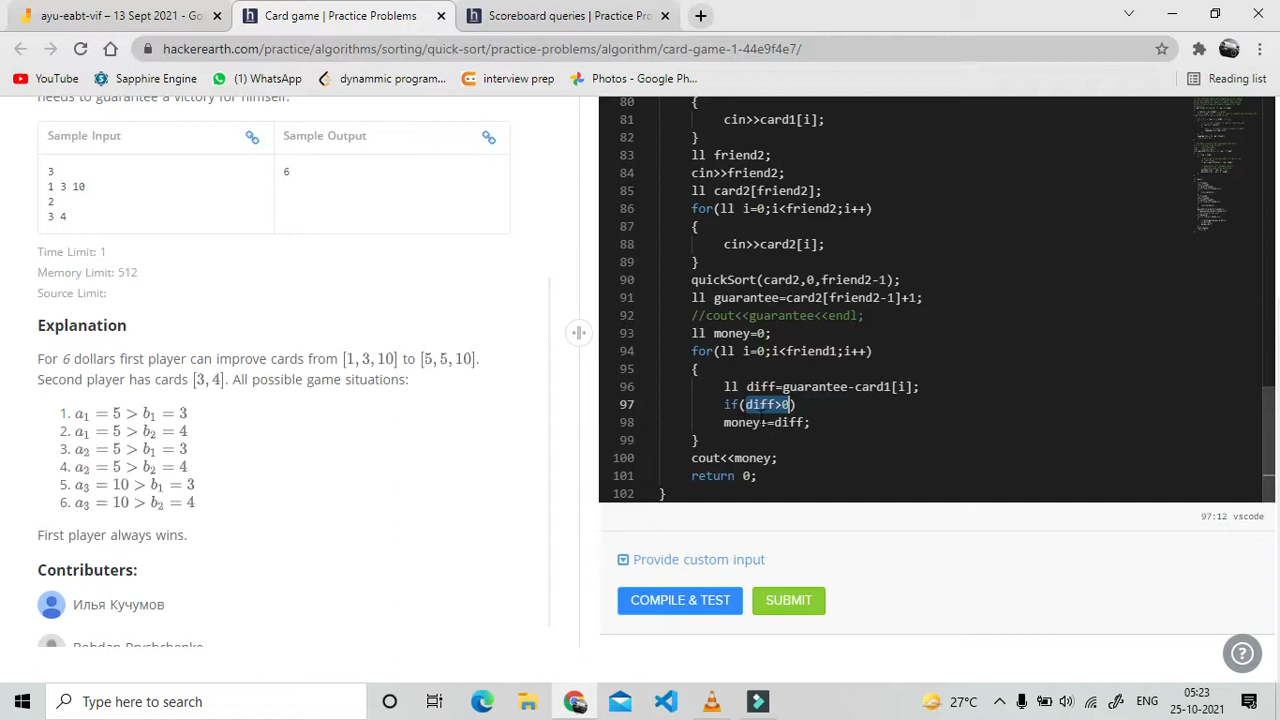 ayu-vishwakarma-6f
Card game | Practice Problems
Scoreboard queries | Practice Pro
hackerearth.com/practice/algorithms/sorting/quick-sort/practice-problems/algorithm/card-game-1-44e9f4e7/
YouTube
Sapphire Engine
(1) WhatsApp
dynammic program...
interview prep
Photos - Google Ph...
Reading list
needs to guarantee a victory for himself.
Sample Input
Sample Output
3
1 3 10
2
3 4
6
Time Limit: 1
Memory Limit: 512
Source Limit:
Explanation
For 6 dollars first player can improve cards from [1, 3, 10] to [5, 5, 10].
Second player has cards [3, 4]. All possible game situations:
1. a1 = 5 > b1 = 3
2. a1 = 5 > b2 = 4
3. a2 = 5 > b1 = 3
4. a2 = 5 > b2 = 4
5. a3 = 10 > b1 = 3
6. a3 = 10 > b2 = 4
First player always wins.
Contributers:
Илья Кучумов
80 {
81 cin>>card1[i];
82 }
83 ll friend2;
84 cin>>friend2;
85 ll card2[friend2];
86 for(ll i=0;i<friend2;i++)
87 {
88 cin>>card2[i];
89 }
90 quickSort(card2,0,friend2-1);
91 ll guarantee=card2[friend2-1]+1;
92 //cout<<guarantee<<endl;
93 ll money=0;
94 for(ll i=0;i<friend1;i++)
95 {
96 ll diff=guarantee-card1[i];
97 if(diff>0)
98 money+=diff;
99 }
100 cout<<money;
101 return 0;
102 }
97:12 vscode
Provide custom input
COMPILE & TEST
SUBMIT
Type here to search
27°C
ENG
15:23
25-10-2021